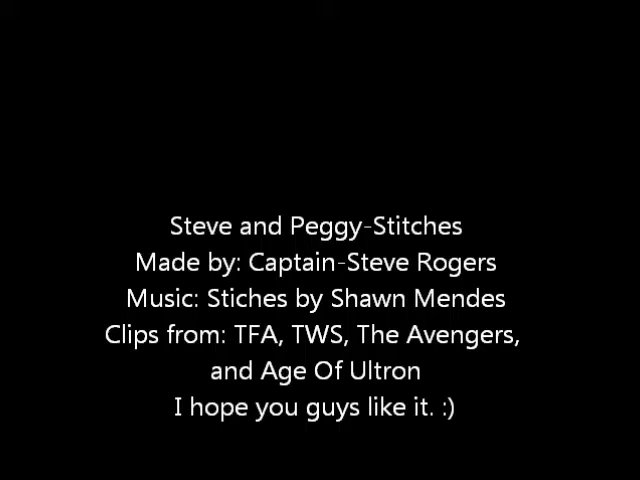 Steve and Peggy-Stitches
Made by: Captain-Steve Rogers
Music: Stiches by Shawn Mendes
Clips from: TFA, TWS, The Avengers,
and Age Of Ultron
I hope you guys like it. :)